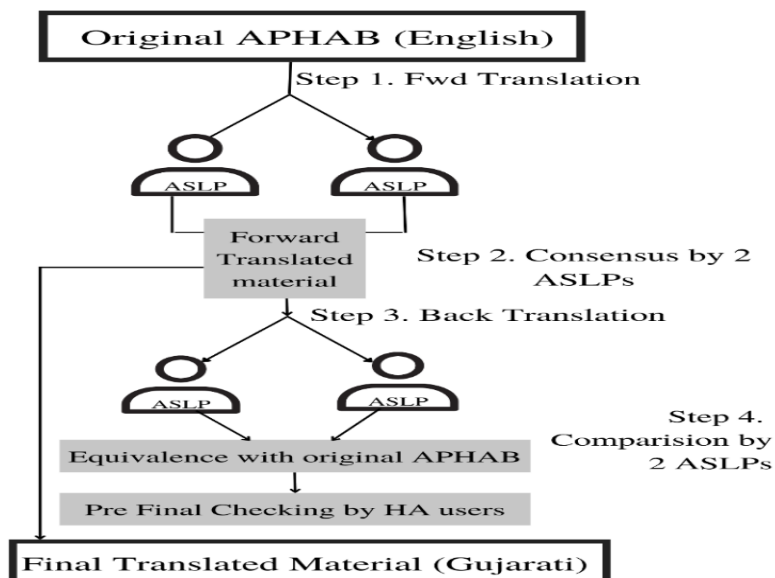 Original APHAB (English)
Step 1. Fwd Translation
ASLP
ASLP
Forward
Translated
material
Step 2. Consensus by 2
ASLPs
Step 3. Back Translation
ASLP
ASLP
Step 4.
Comparision by
2 ASLPs
Equivalence with original APHAB
Pre Final Checking by HA users
Final Translated Material (Gujarati)